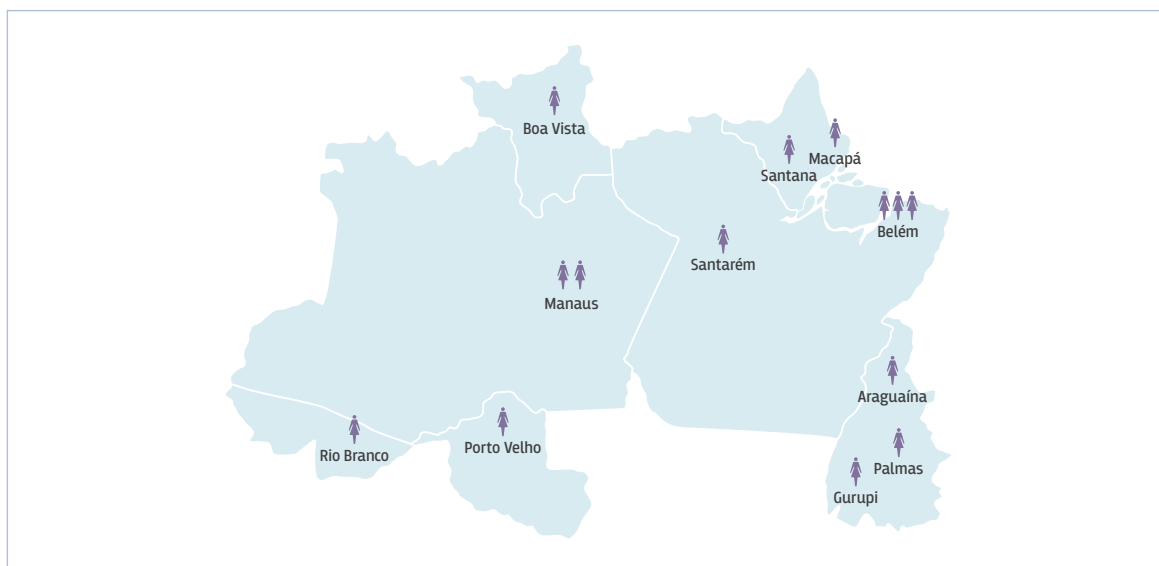 Boa Vista
Macapá
Santana
Belém
Santarém
Manaus
Araguaína
Porto Velho
Rio Branco
Palmas
Gurupi